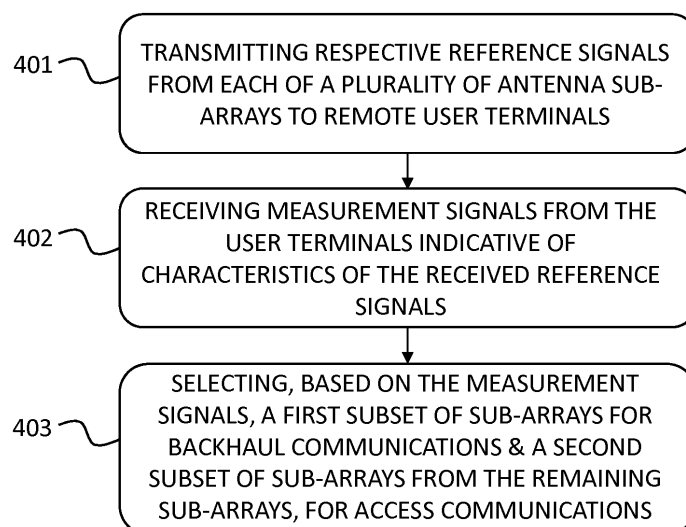 401
TRANSMITTING RESPECTIVE REFERENCE SIGNALS
FROM EACH OF A PLURALITY OF ANTENNA SUB-
ARRAYS TO REMOTE USER TERMINALS
402
RECEIVING MEASUREMENT SIGNALS FROM THE
USER TERMINALS INDICATIVE OF
CHARACTERISTICS OF THE RECEIVED REFERENCE
SIGNALS
403
SELECTING, BASED ON THE MEASUREMENT
SIGNALS, A FIRST SUBSET OF SUB-ARRAYS FOR
BACKHAUL COMMUNICATIONS & A SECOND
SUBSET OF SUB-ARRAYS FROM THE REMAINING
SUB-ARRAYS, FOR ACCESS COMMUNICATIONS